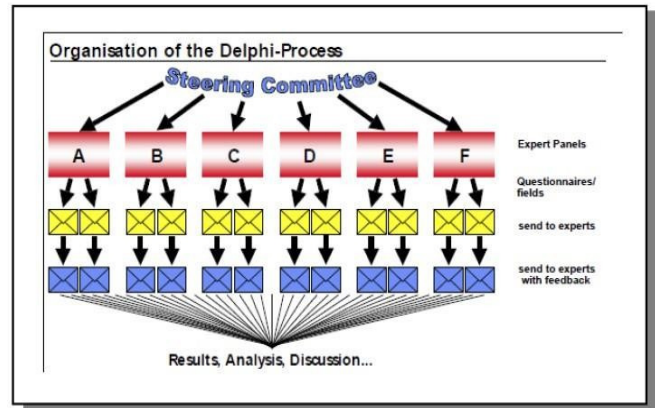 Organisation of the Delphi-Process
Steering Committee
A B C D E F
Expert Panels
Questionnaires/
fields
send to experts
send to experts
with feedback
Results, Analysis, Discussion...